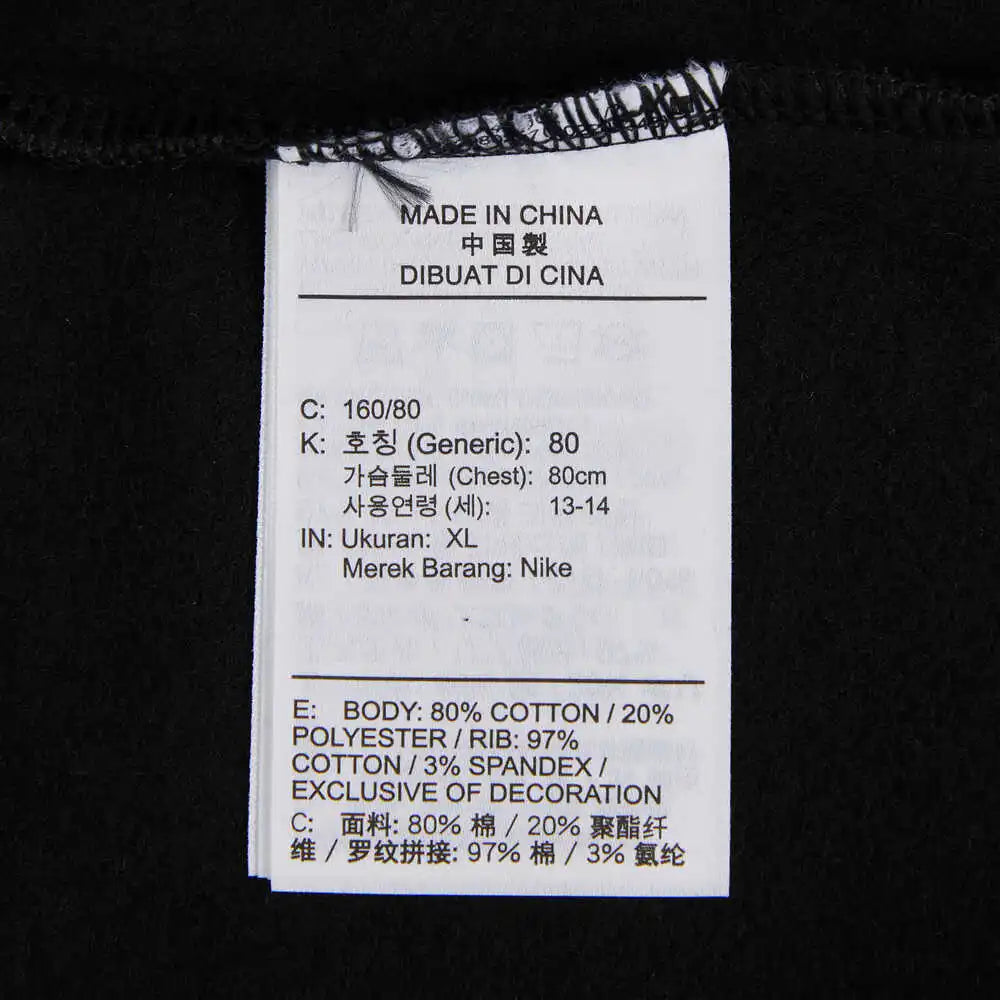 MADE IN CHINA
中国製
DIBUAT DI CINA
C: 160/80
K: 호칭 (Generic): 80
가슴둘레 (Chest): 80cm
사용연령 (세): 13-14
IN: Ukuran: XL
Merek Barang: Nike
E: BODY: 80% COTTON / 20%
POLYESTER / RIB: 97%
COTTON / 3% SPANDEX /
EXCLUSIVE OF DECORATION
C: 面料: 80% 棉 / 20% 聚酯纤
维 / 罗纹拼接: 97% 棉 / 3% 氨纶